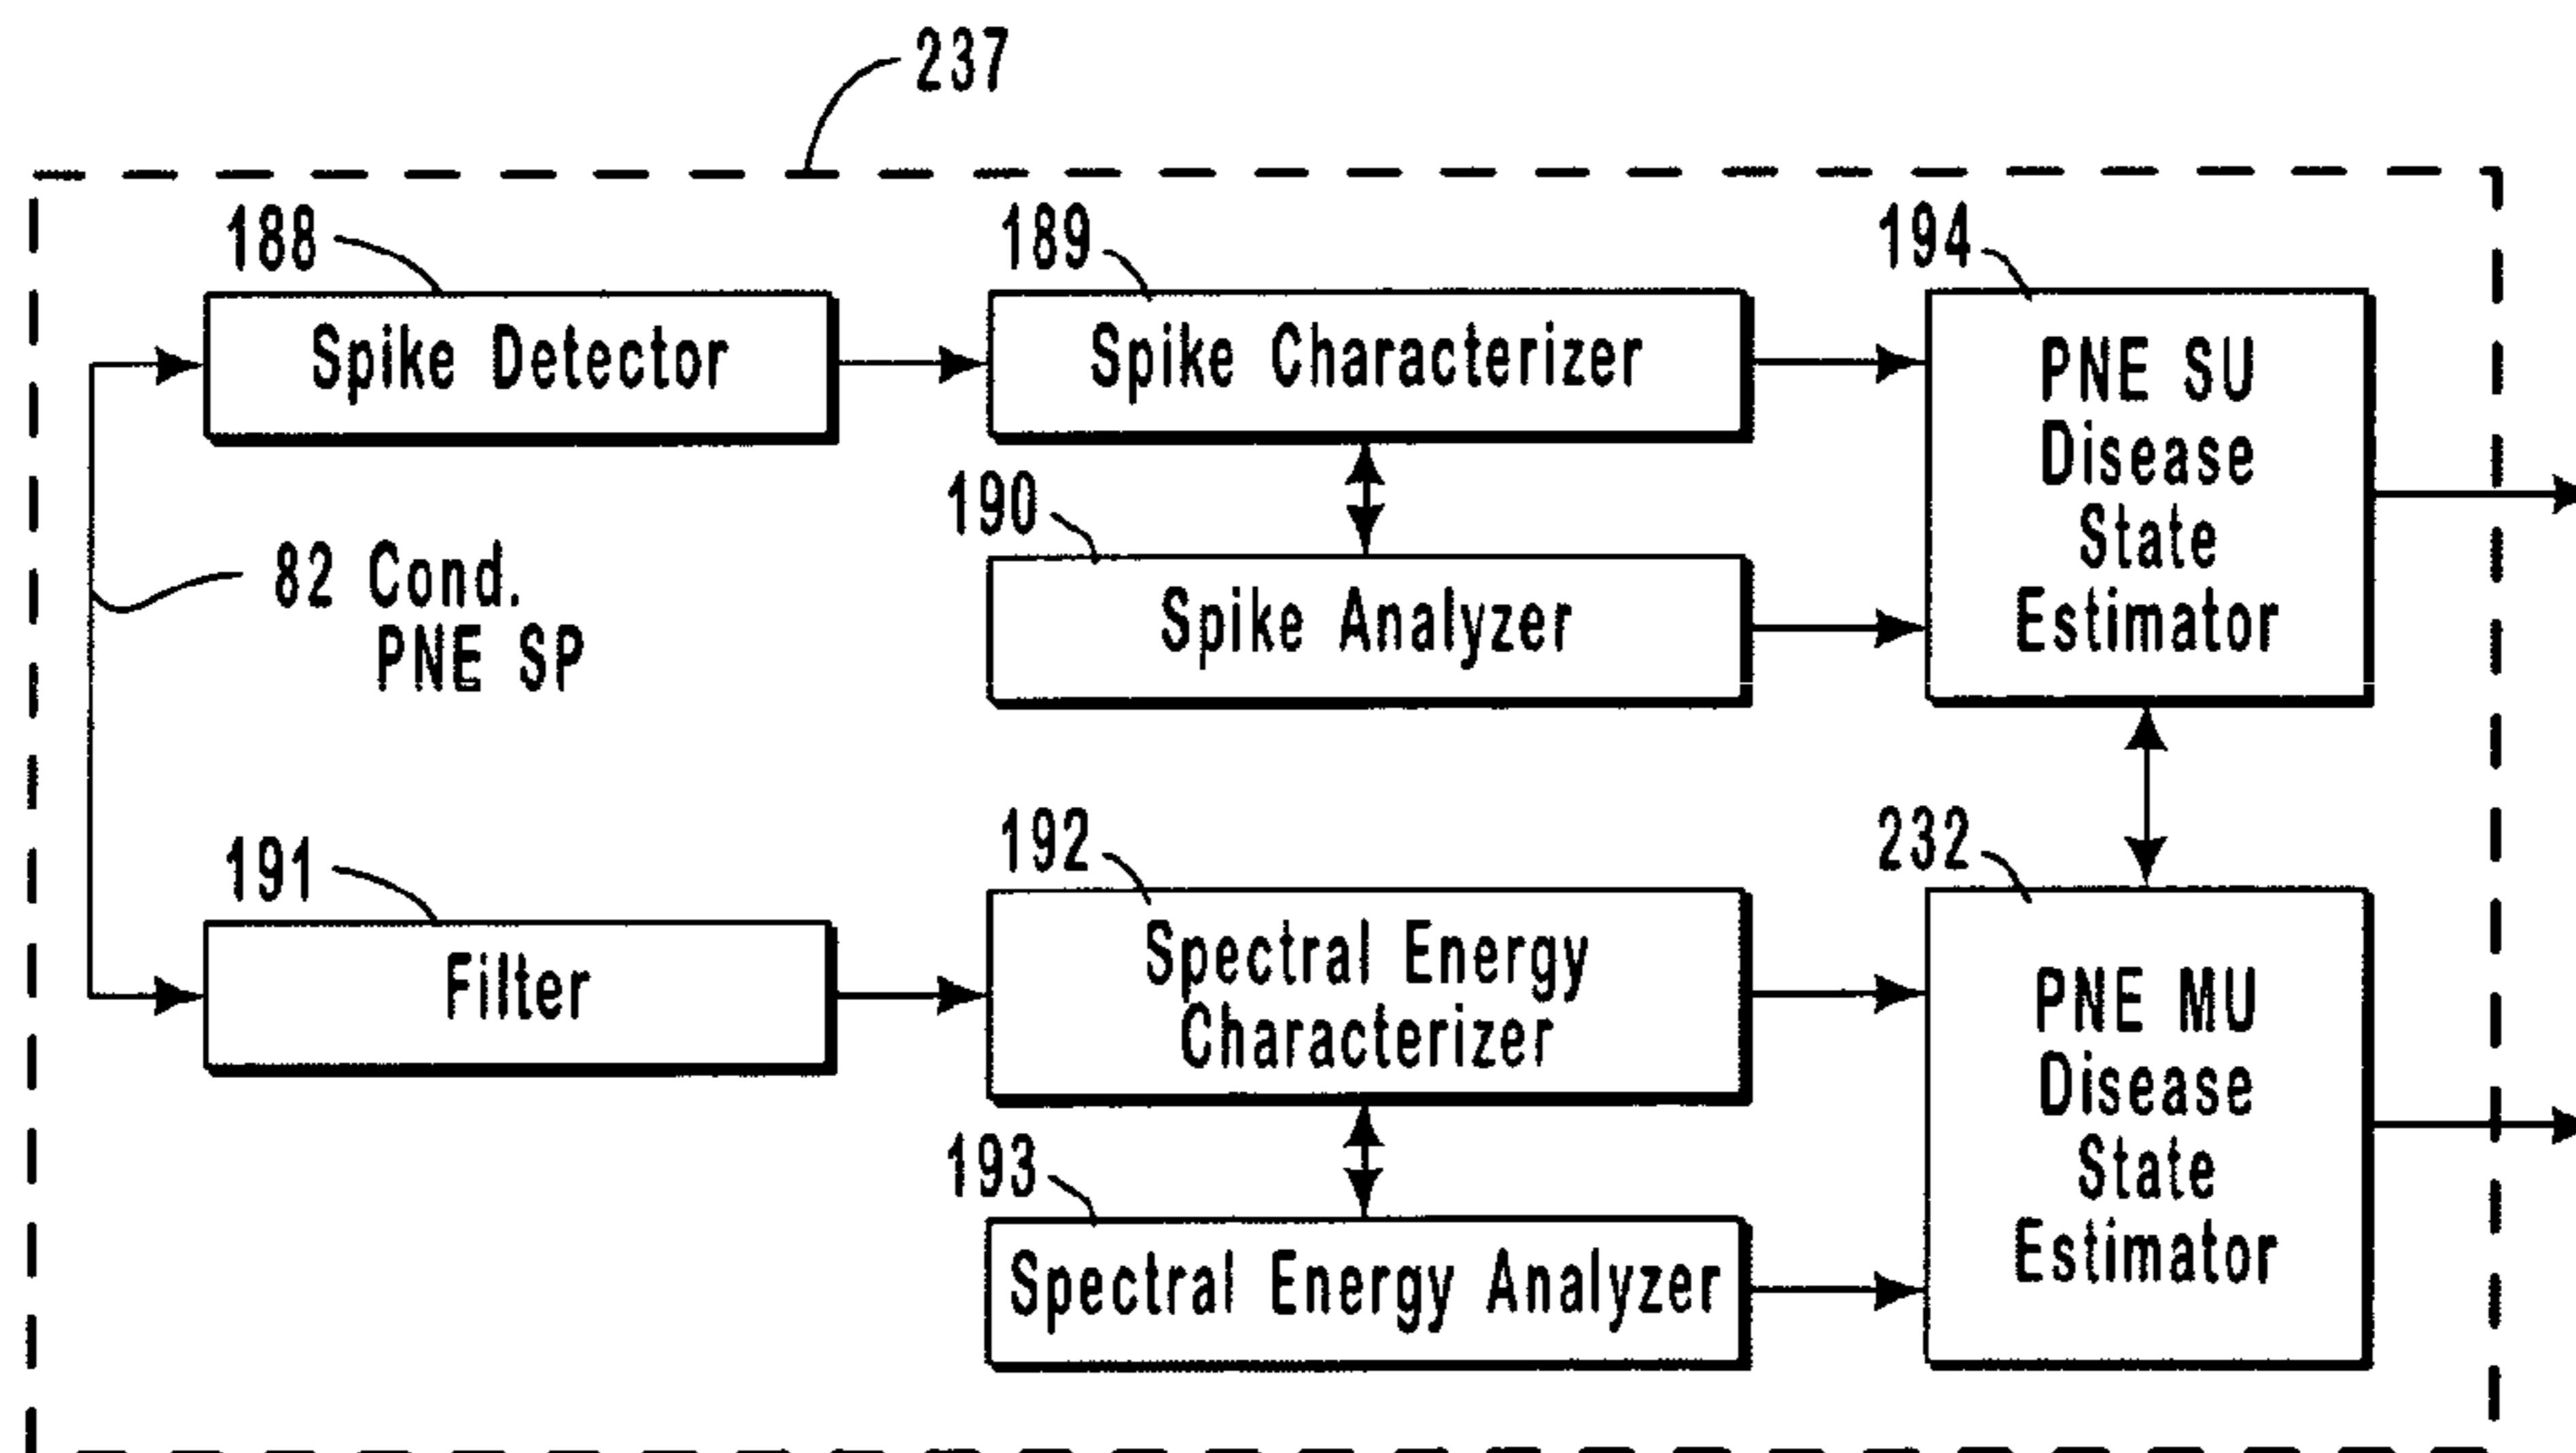 237
188
189
194
Spike Detector
Spike Characterizer
PNE SU
Disease
State
Estimator
190
Spike Analyzer
82 Cond.
PNE SP
191
192
232
Filter
Spectral Energy
Characterizer
PNE MU
Disease
State
Estimator
193
Spectral Energy Analyzer